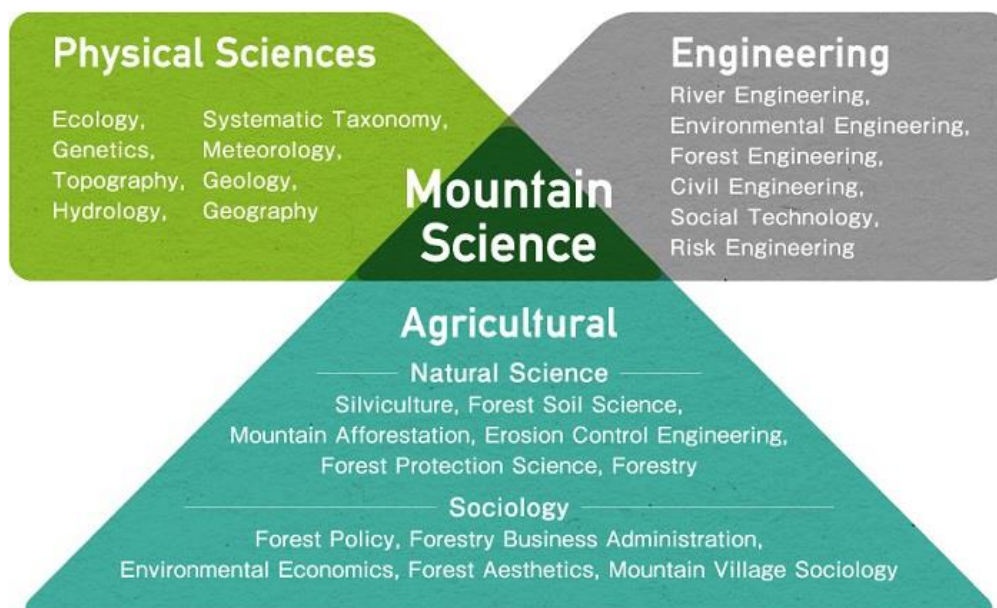 Physical Sciences
Ecology, Systematic Taxonomy,
Genetics, Meteorology,
Topography, Geology,
Hydrology, Geography
Engineering
River Engineering,
Environmental Engineering,
Forest Engineering,
Civil Engineering,
Social Technology,
Risk Engineering
Mountain
Science
Agricultural
Natural Science
Silviculture, Forest Soil Science,
Mountain Afforestation, Erosion Control Engineering,
Forest Protection Science, Forestry
Sociology
Forest Policy, Forestry Business Administration,
Environmental Economics, Forest Aesthetics, Mountain Village Sociology